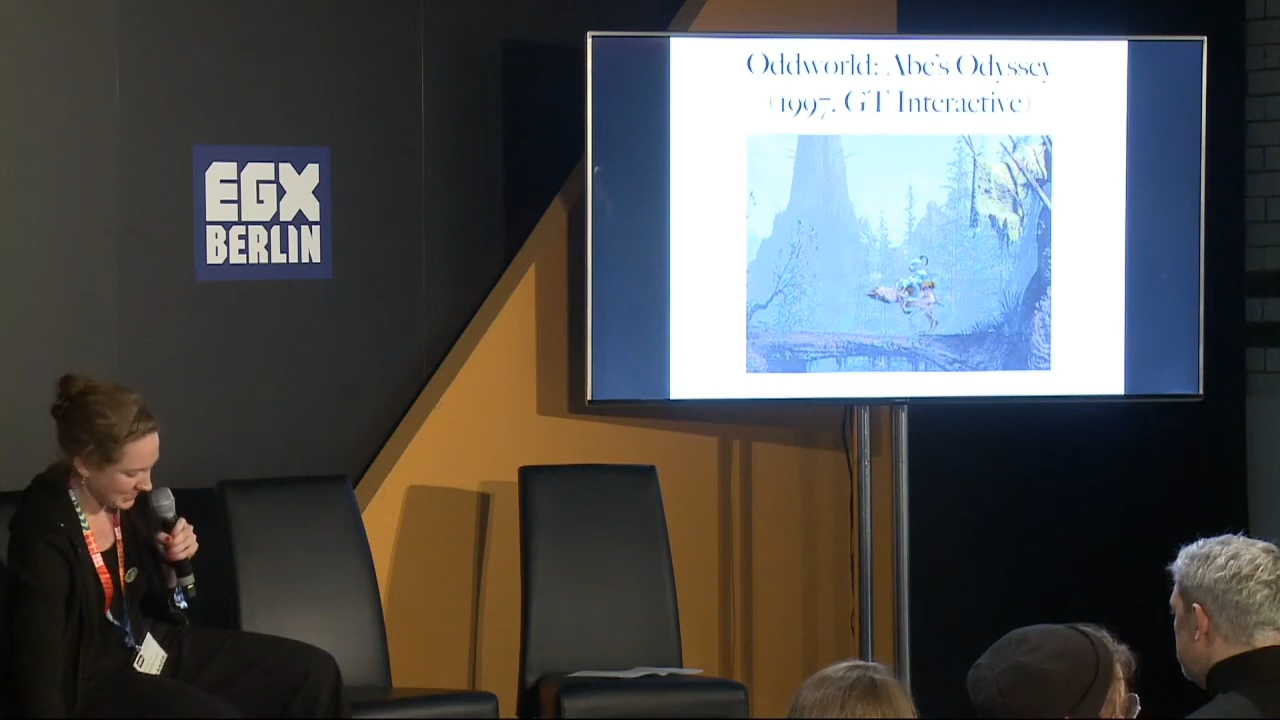 EGX
BERLIN
Oddworld: Abe's Odyssey
(1997, GT Interactive)